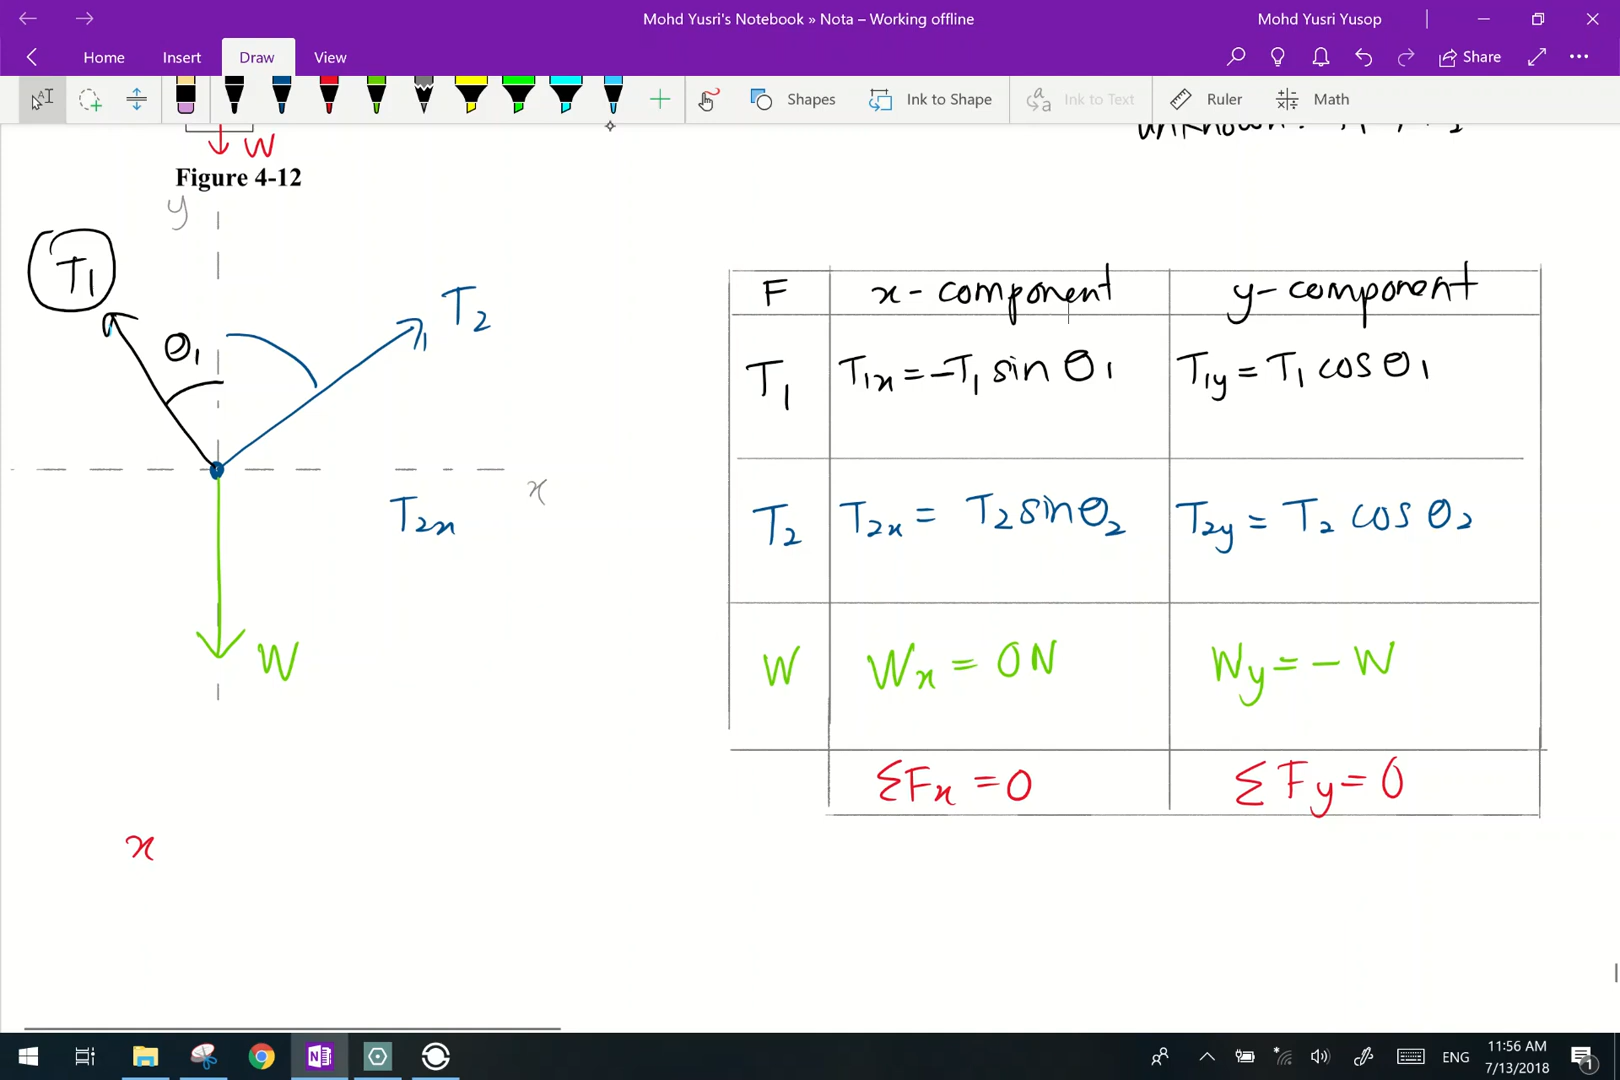 Mohd Yusri's Notebook » Nota – Working offline
Mohd Yusri Yusop
Home Insert Draw View
Share
Shapes Ink to Shape Ink to Text Ruler Math
W
Figure 4-12
unknown:
y
T1
θ1
T2
x
T2x
W
x
F x-component y-component
T1 T1x = -T1 sin θ1 T1y = T1 cos θ1
T2 T2x = T2 sin θ2 T2y = T2 cos θ2
W Wx = 0 N Wy = - W
ΣFx = 0 ΣFy = 0
ENG
11:56 AM
7/13/2018
1